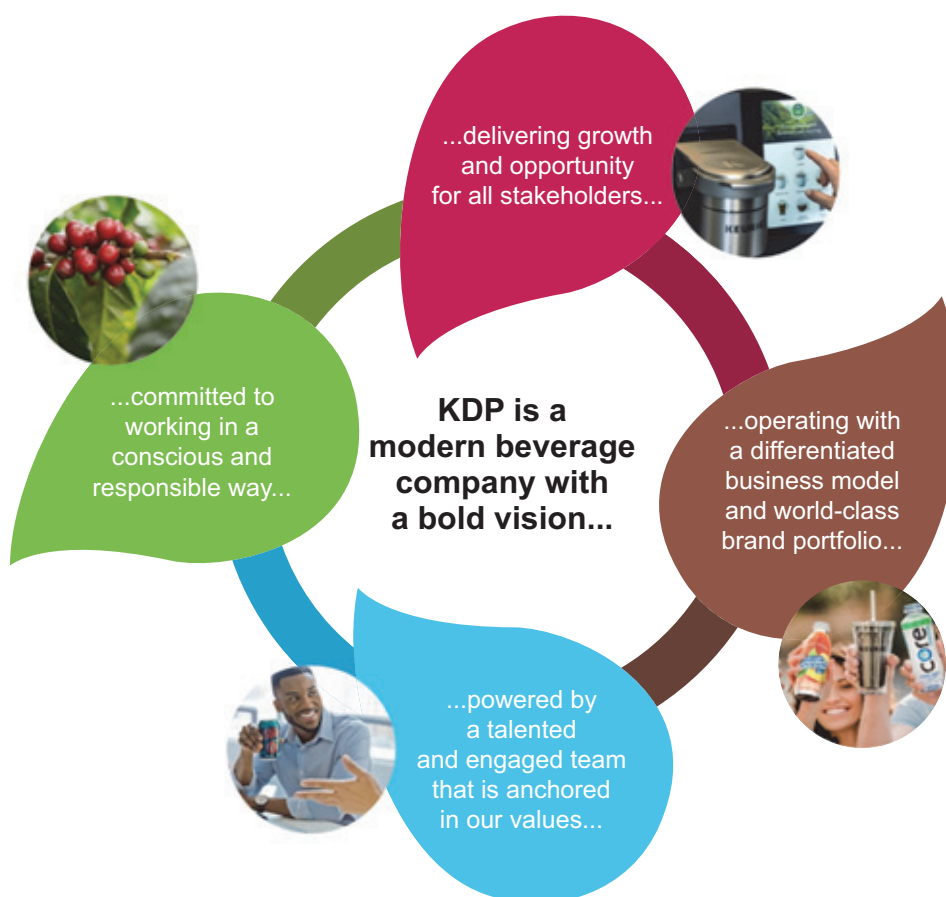 ...delivering growth
and opportunity
for all stakeholders...
KEURIG
...committed to
working in a
conscious and
responsible way...
KDP is a
modern beverage
company with
a bold vision...
...operating with
a differentiated
business model
and world-class
brand portfolio...
core
...powered by
a talented
and engaged team
that is anchored
in our values...